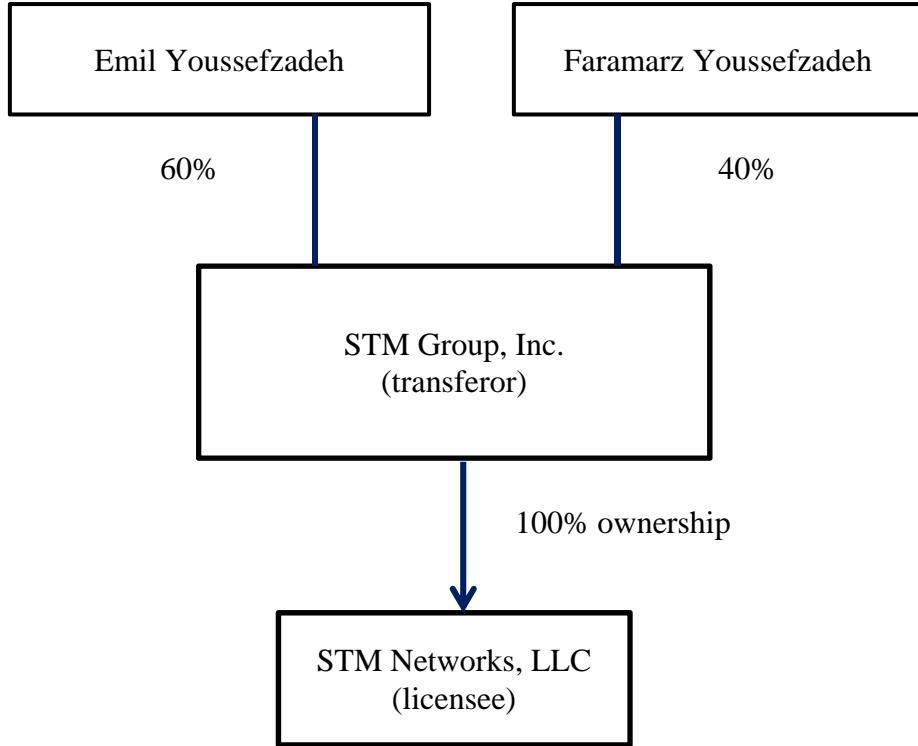 Emil Youssefzadeh
Faramarz Youssefzadeh
60%
40%
STM Group, Inc.
(transferor)
100% ownership
STM Networks, LLC
(licensee)